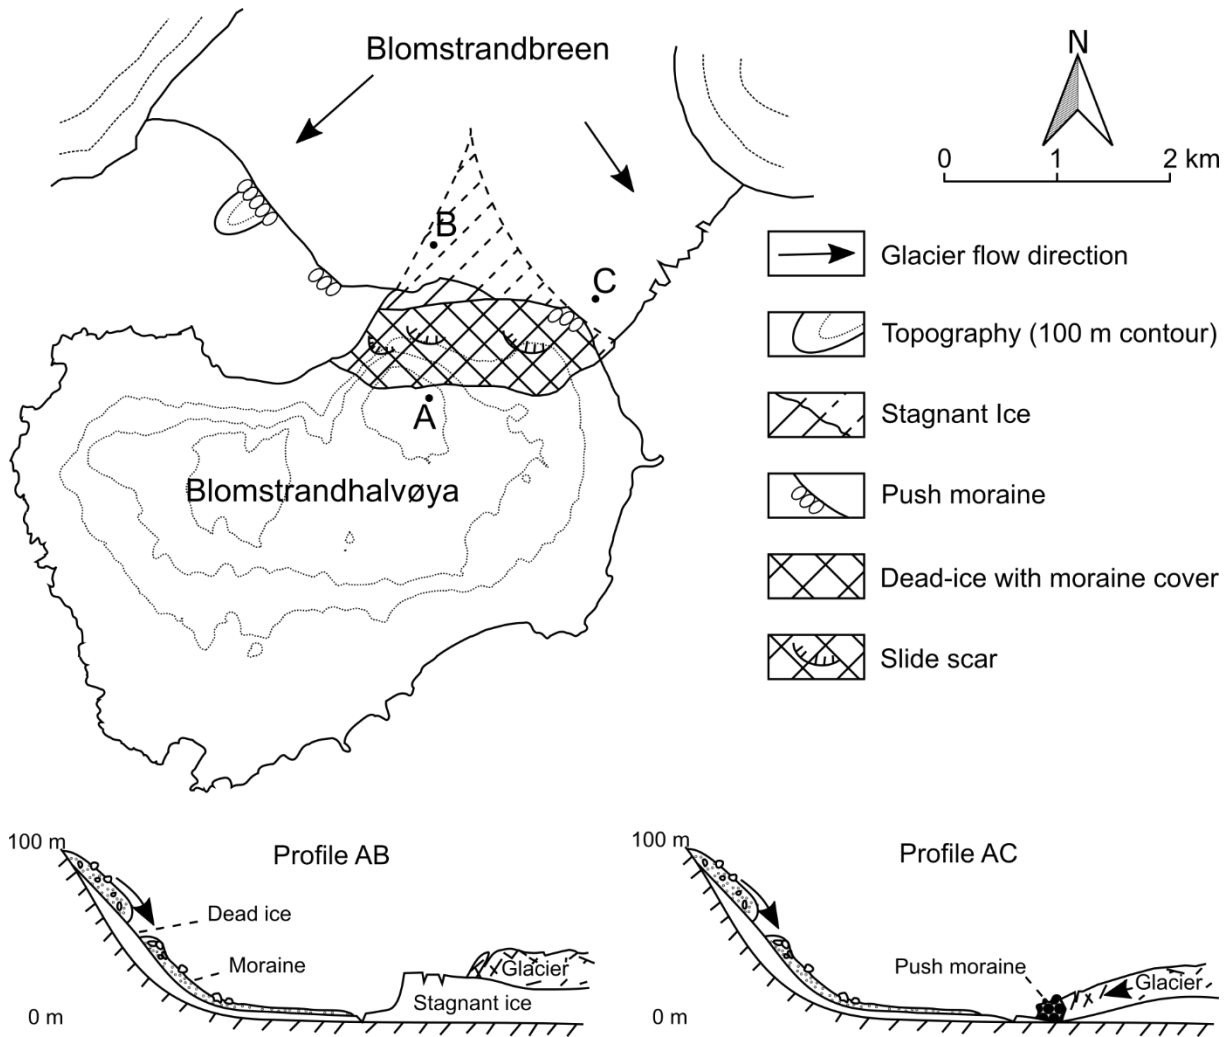 Blomstrandbreen
N
0 1 2 km
B
C
A
Blomstrandhalvøya
Glacier flow direction
Topography (100 m contour)
Stagnant Ice
Push moraine
Dead-ice with moraine cover
Slide scar
100 m
Profile AB
Dead ice
Moraine
Glacier
Stagnant ice
0 m
100 m
Profile AC
Push moraine
Glacier
0 m